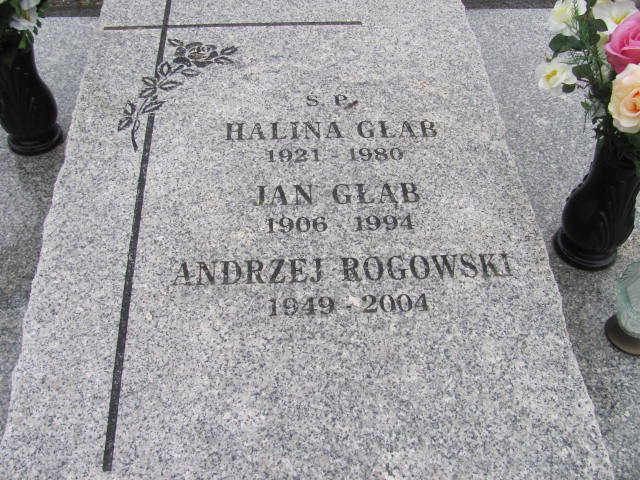 Ś. P.
HALINA GŁĄB
1921 - 1980
JAN GŁĄB
1906 - 1994
ANDRZEJ ROGOWSKI
1949 - 2004